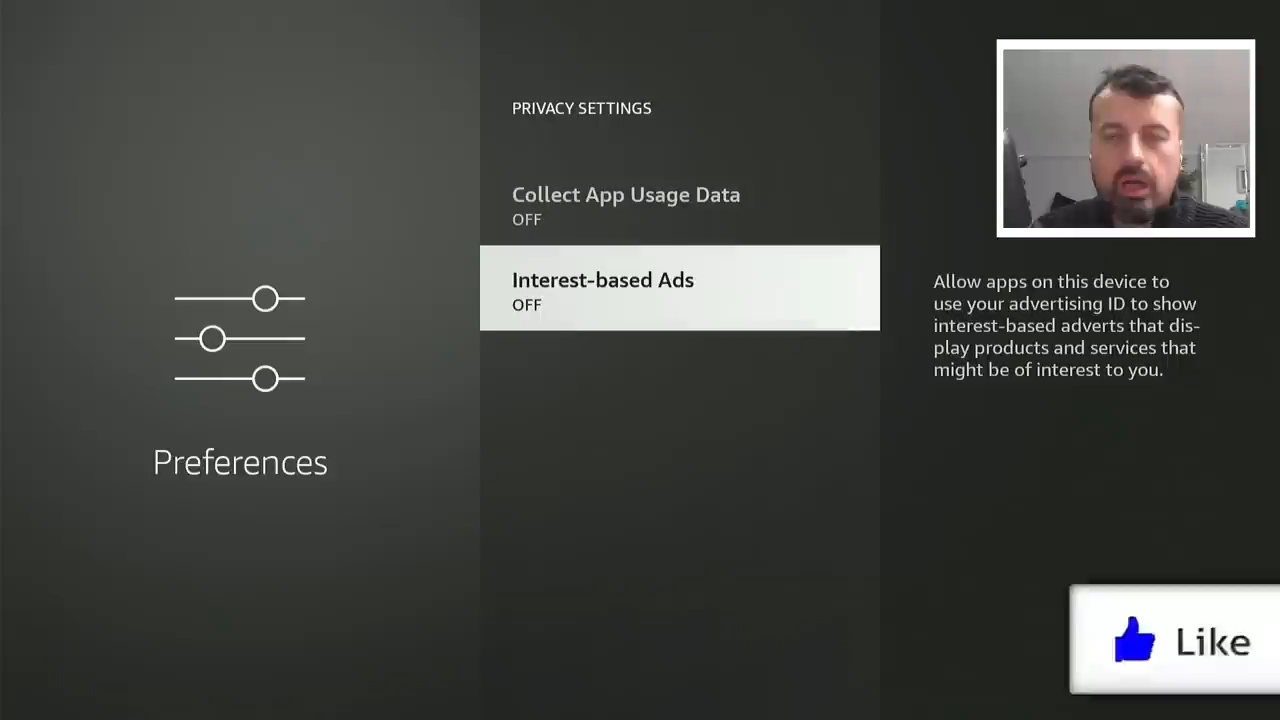 PRIVACY SETTINGS
Collect App Usage Data
OFF
Interest-based Ads
OFF
Preferences
Allow apps on this device to
use your advertising ID to show
interest-based adverts that dis-
play products and services that
might be of interest to you.
Like